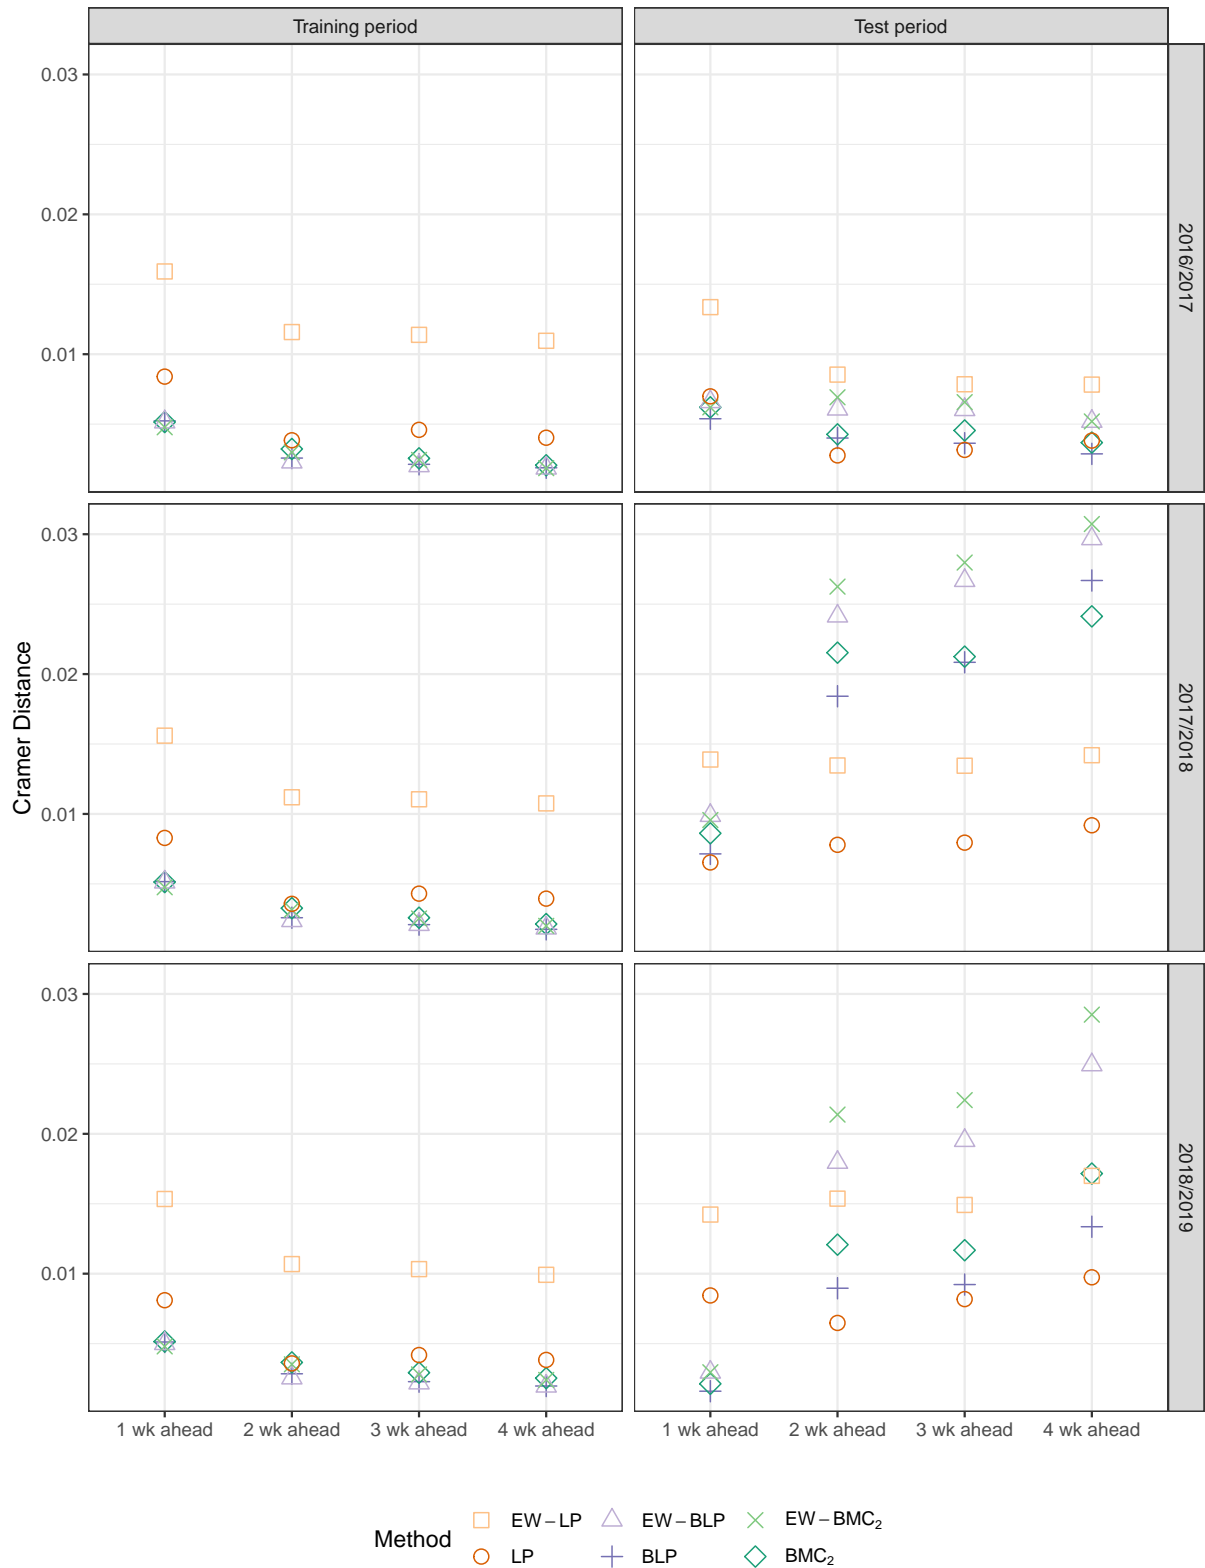 Training period
Test period
0.03
0.02
0.01
2016/2017
0.03
0.02
0.01
2017/2018
Cramer Distance
0.03
0.02
0.01
2018/2019
1 wk ahead 2 wk ahead 3 wk ahead 4 wk ahead
1 wk ahead 2 wk ahead 3 wk ahead 4 wk ahead
Method
EW−LP EW−BLP EW−BMC₂
LP BLP BMC₂